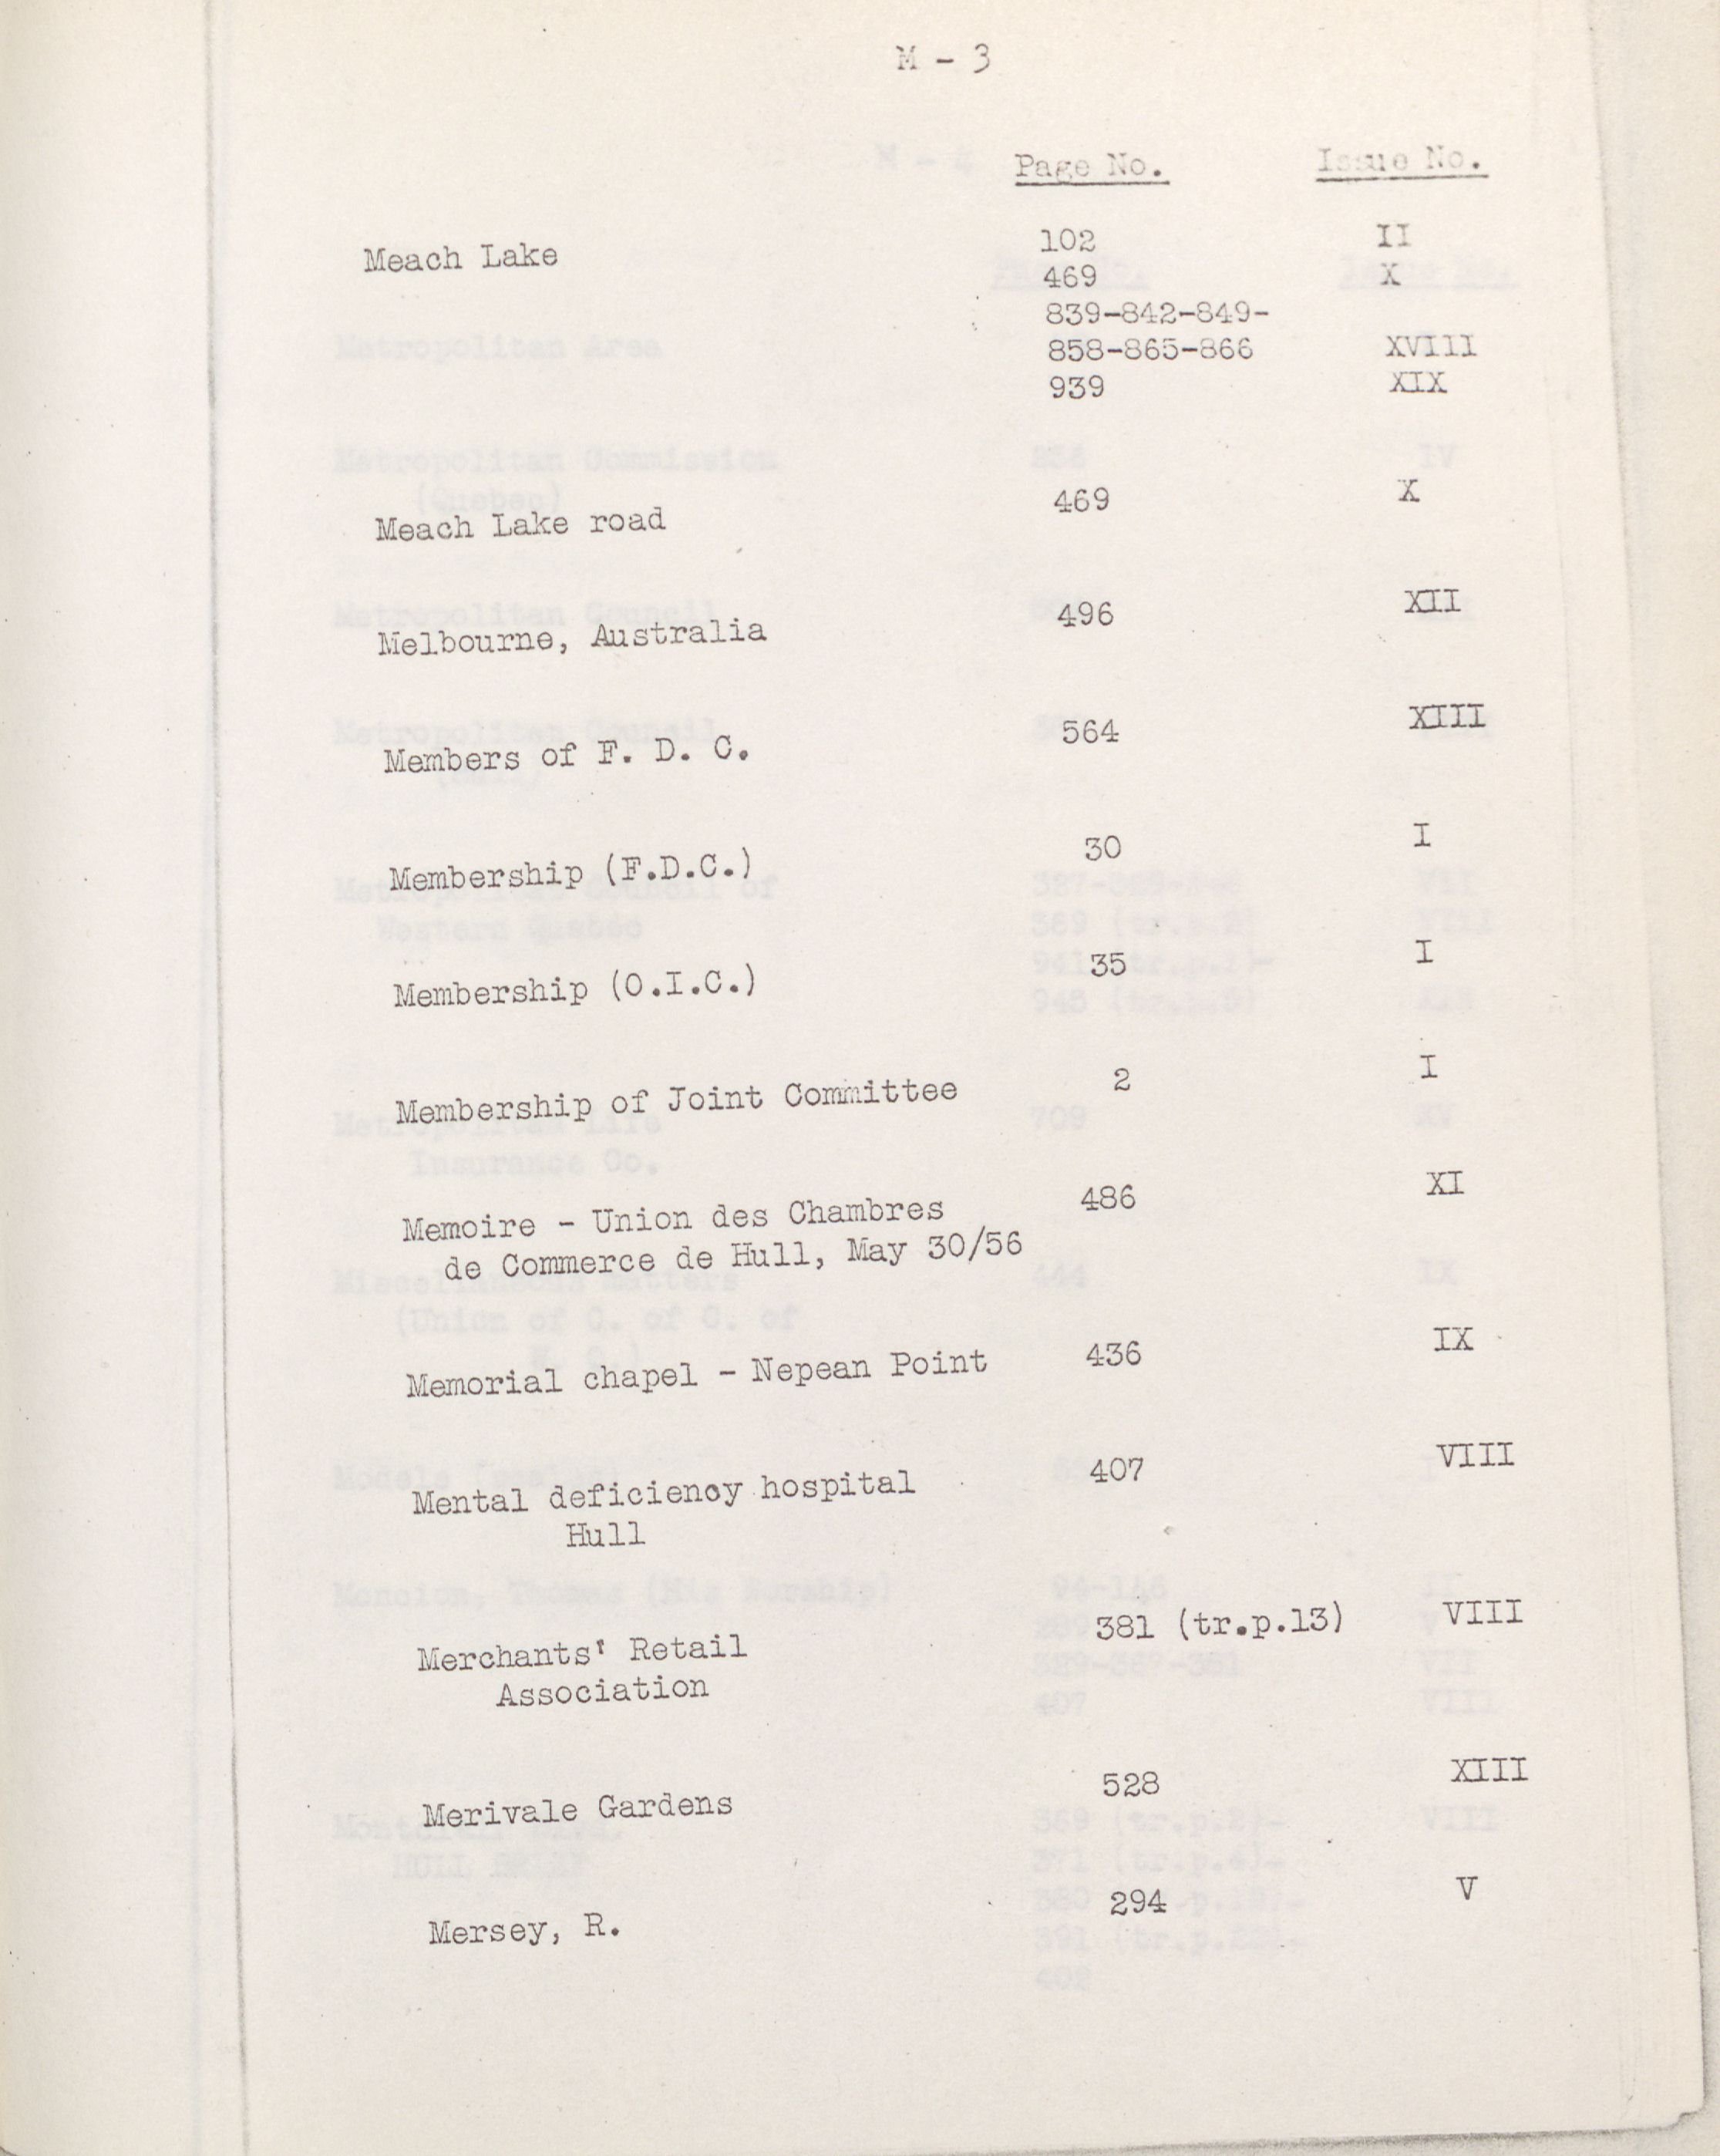 M - 3
Page No. Issue No.
Meach Lake 102 II
469 X
839-842-849-
858-865-866 XVIII
939 XIX
Meach Lake road 469 X
Melbourne, Australia 496 XII
Members of F. D. C. 564 XIII
Membership (F.D.C.) 30 I
Membership (O.I.C.) 35 I
Membership of Joint Committee 2 I
Memoire - Union des Chambres 486 XI
de Commerce de Hull, May 30/56
Memorial chapel - Nepean Point 436 IX
Mental deficiency hospital 407 VIII
Hull
Merchants' Retail 381 (tr.p.13) VIII
Association
Merivale Gardens 528 XIII
Mersey, R. 294 V